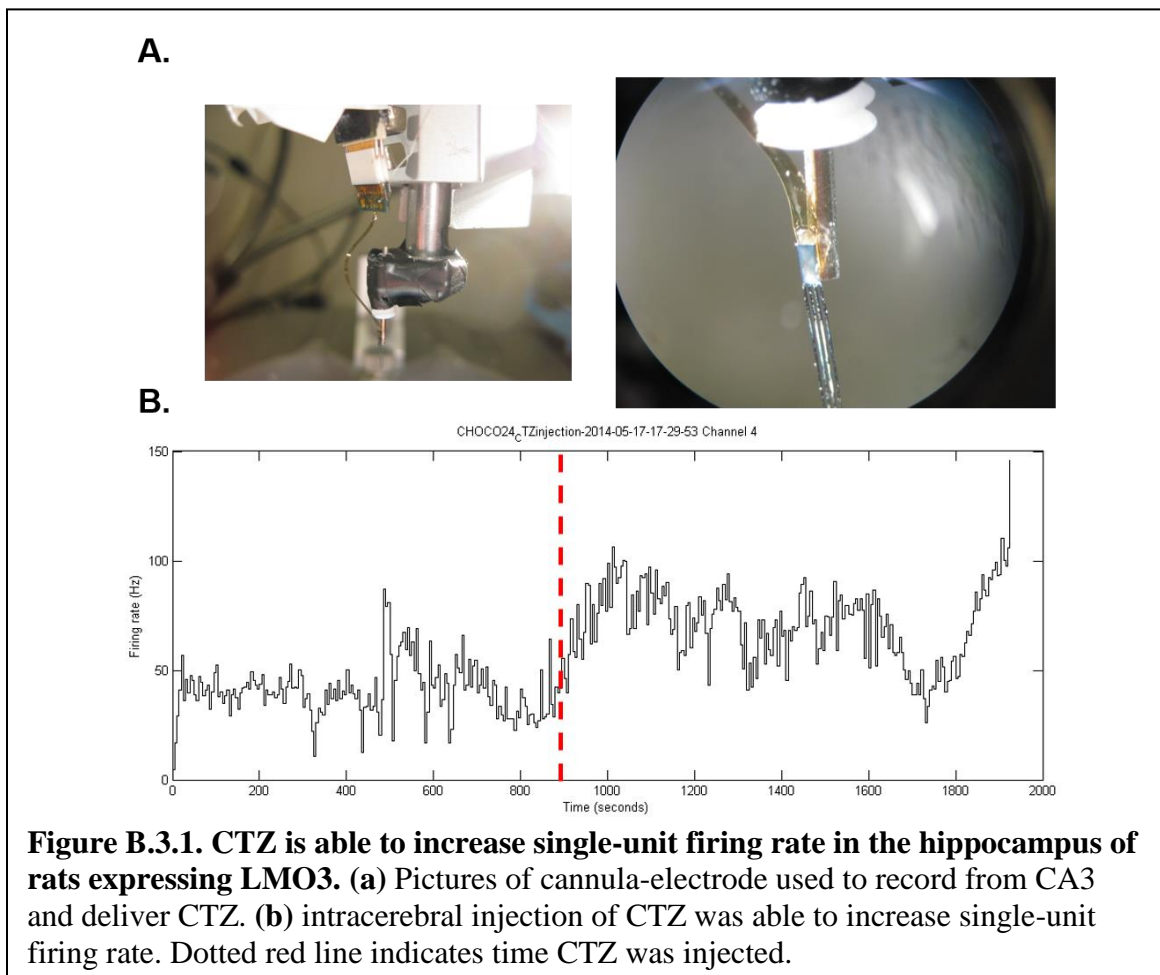 A.
B.
CHOCO24CTZinjection-2014-05-17-17-29-53 Channel 4
150
100
50
0
Firing rate (Hz)
0 200 400 600 800 1000 1200 1400 1600 1800 2000
Time (seconds)
Figure B.3.1. CTZ is able to increase single-unit firing rate in the hippocampus of
rats expressing LMO3. (a) Pictures of cannula-electrode used to record from CA3
and deliver CTZ. (b) intracerebral injection of CTZ was able to increase single-unit
firing rate. Dotted red line indicates time CTZ was injected.